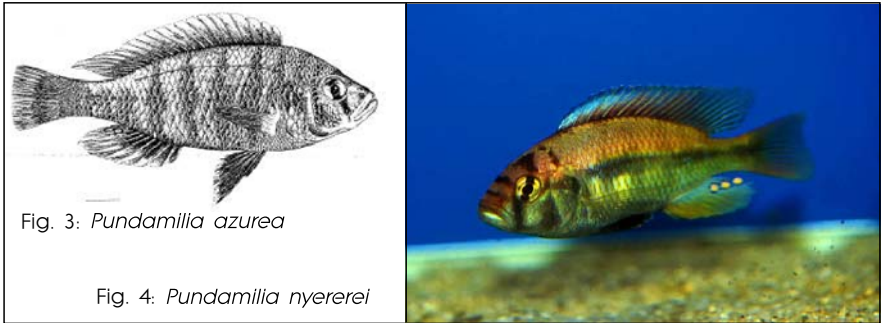 Fig. 3: Pundamilia azurea
Fig. 4: Pundamilia nyererei